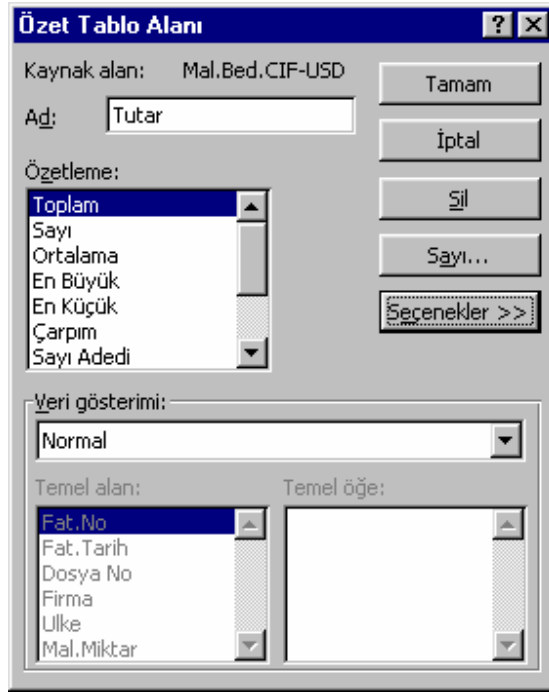 Özet Tablo Alanı
Kaynak alan: Mal.Bed.CIF-USD
Tamam
Ad: Tutar
İptal
Özetleme:
Toplam
Sayı
Ortalama
En Büyük
En Küçük
Çarpım
Sayı Adedi
Sil
Sayı...
Seçenekler >>
Veri gösterimi:
Normal
Temel alan:
Temel öğe:
Fat.No
Fat.Tarih
Dosya No
Firma
Ulke
Mal.Miktar